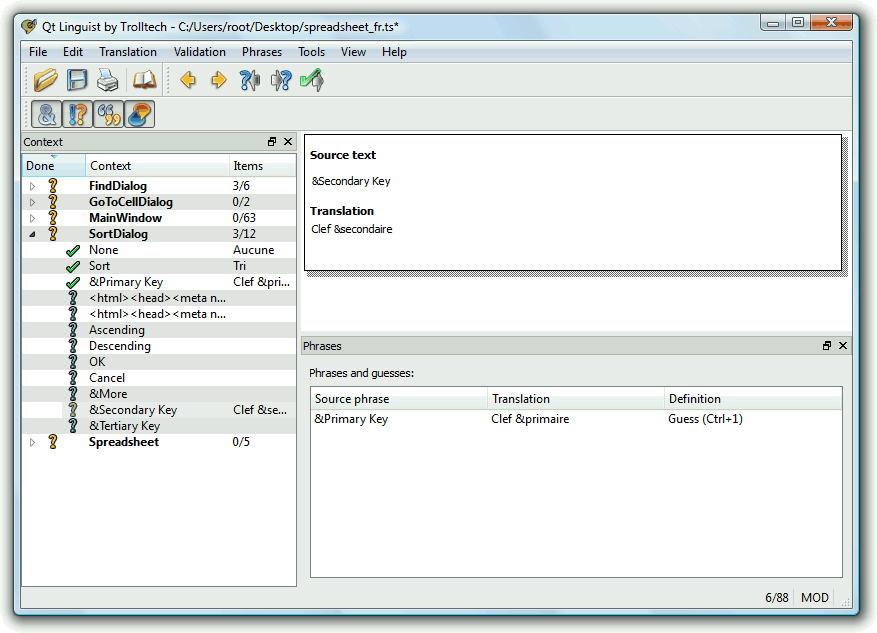 Qt Linguist by Trolltech - C:/Users/root/Desktop/spreadsheet_fr.ts*
File Edit Translation Validation Phrases Tools View Help
Context
Done Context Items
FindDialog 3/6
GoToCellDialog 0/2
MainWindow 0/63
SortDialog 3/12
None Aucune
Sort Tri
&Primary Key Clef &pri...
<html><head><meta n...
<html><head><meta n...
Ascending
Descending
OK
Cancel
&More
&Secondary Key Clef &se...
&Tertiary Key
Spreadsheet 0/5
Source text
&Secondary Key
Translation
Clef &secondaire
Phrases
Phrases and guesses:
Source phrase Translation Definition
&Primary Key Clef &primaire Guess (Ctrl+1)
6/88 MOD